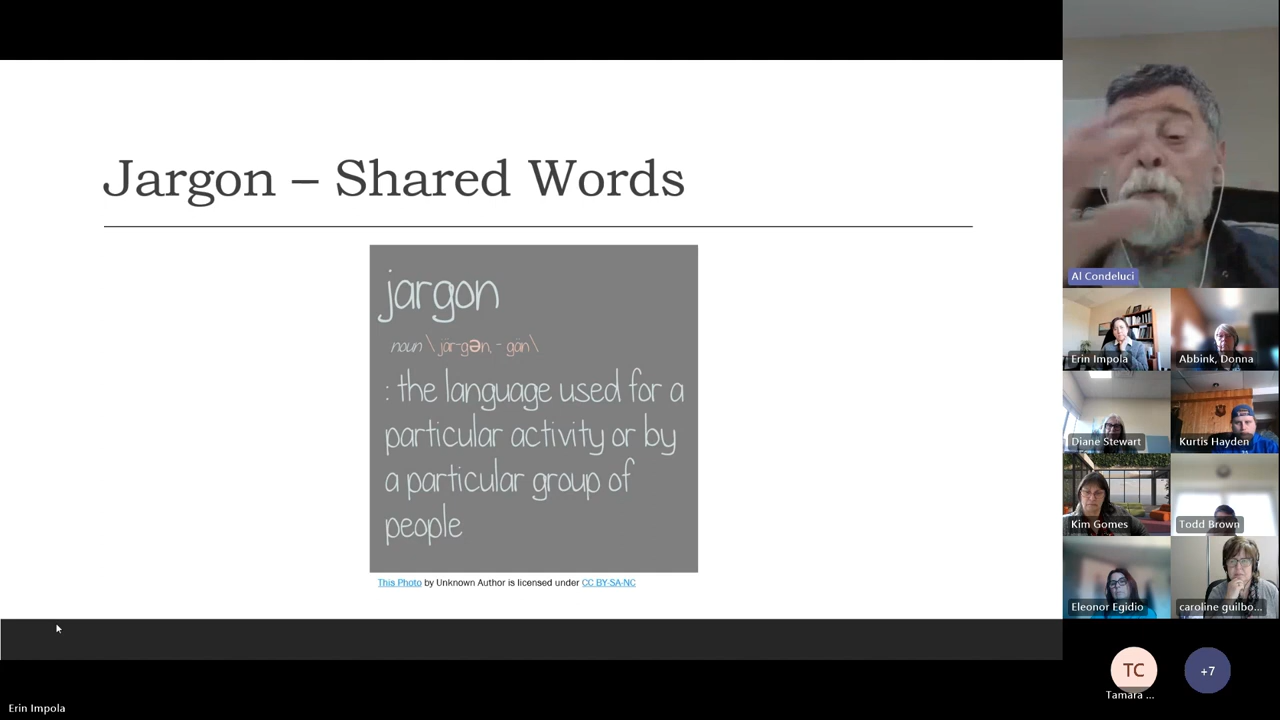 Jargon – Shared Words
jargon
noun \ jär-gən, - gän \
: the language used for a
particular activity or by
a particular group of
people
This Photo by Unknown Author is licensed under CC BY-SA-NC
Al Condeluci
Erin Impola
Abbink, Donna
Diane Stewart
Kurtis Hayden
Kim Gomes
Todd Brown
Eleonor Egidio
caroline guilbo...
TC
Tamara ...
+7
Erin Impola